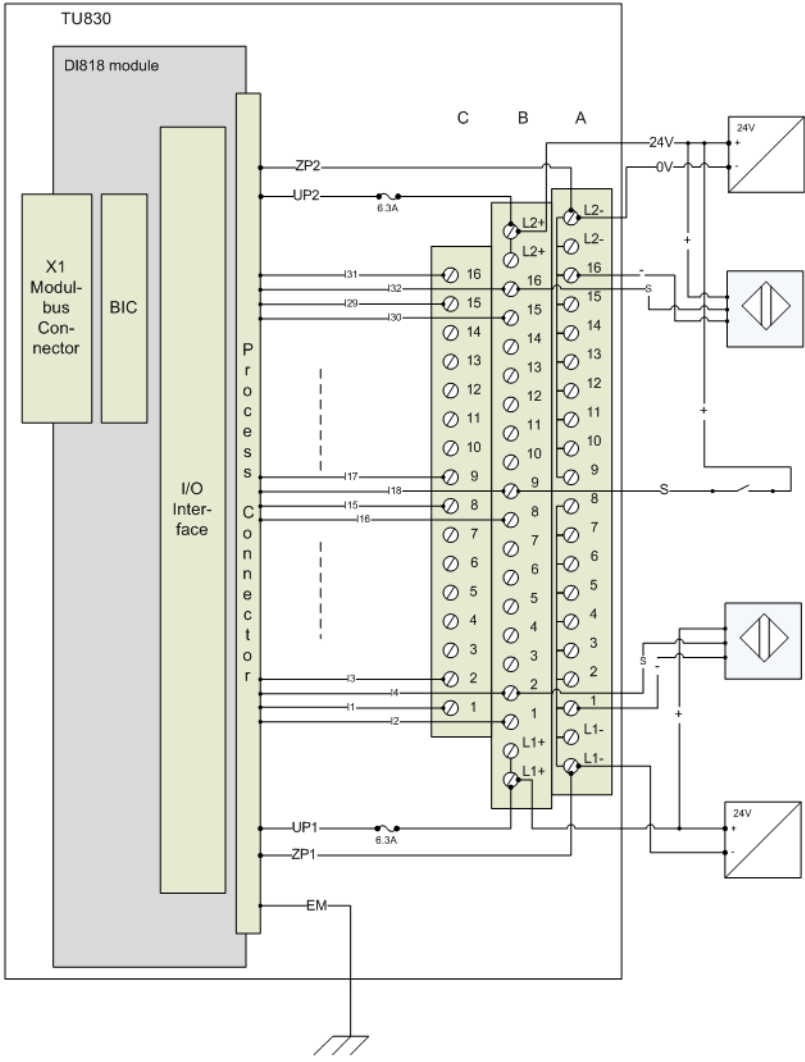 TU830
DI818 module
C B A
24V
24V
+
-
0V
ZP2
UP2
6.3A
L2+
L2-
L2+
L2-
+
X1
Modul-
bus
Con-
nector
BIC
I/O
Inter-
face
Process Connector
I31
I32
I29
I30
16 16 16
-
S
15 15 15
14 14 14
13 13 13
12 12 12
+
11 11 11
10 10 10
I17
I18
I15
I16
9 9 9
S
8 8 8
7 7 7
6 6 6
5 5 5
4 4 4
3 3 3
I3
I4
I1
I2
2 2 2
S
-
1 1 1
+
L1+
L1-
L1+
L1-
UP1
6.3A
ZP1
24V
+
-
EM